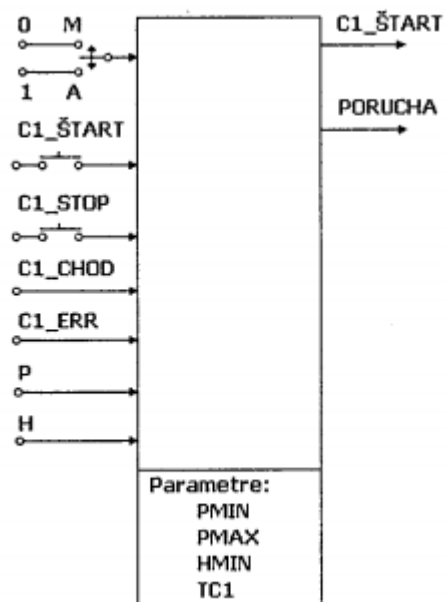 0 M
1 A
C1_ŠTART
C1_STOP
C1_CHOD
C1_ERR
P
H
C1_ŠTART
PORUCHA
Parametre:
PMIN
PMAX
HMIN
TC1